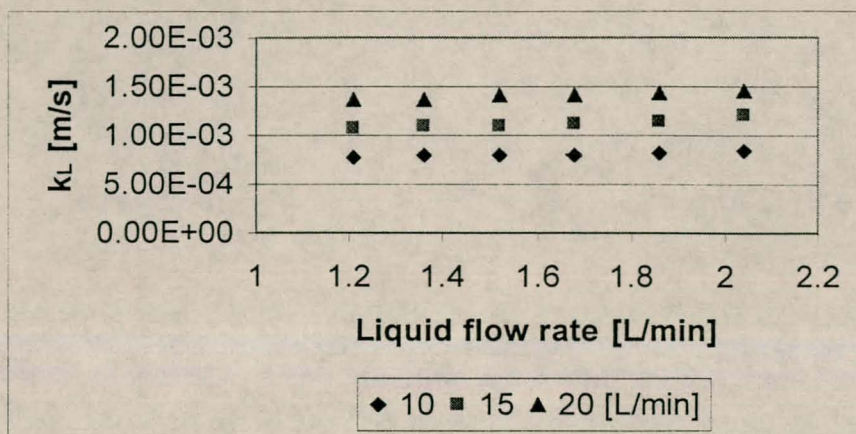 2.00E-03
1.50E-03
1.00E-03
5.00E-04
0.00E+00
kL [m/s]
1 1.2 1.4 1.6 1.8 2 2.2
Liquid flow rate [L/min]
10 15 20 [L/min]